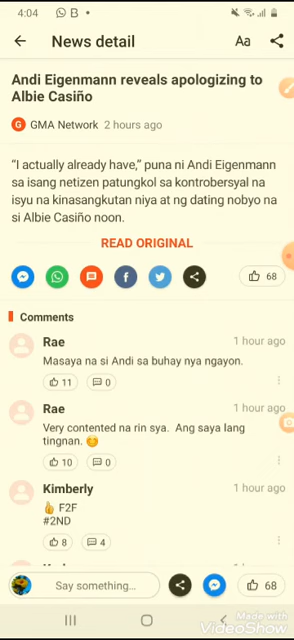 4:04
B •
News detail
Aa
Andi Eigenmann reveals apologizing to
Albie Casiño
G GMA Network 2 hours ago
“I actually already have,” puna ni Andi Eigenmann
sa isang netizen patungkol sa kontrobersyal na
isyu na kinasangkutan niya at ng dating nobyo na
si Albie Casiño noon.
READ ORIGINAL
68
Comments
Rae 1 hour ago
Masaya na si Andi sa buhay nya ngayon.
11 0
Rae 1 hour ago
Very contented na rin sya. Ang saya lang
tingnan. ☺️
10 0
Kimberly 1 hour ago
👍 F2F
#2ND
8 4
Say something...
68
Made with
VideoShow